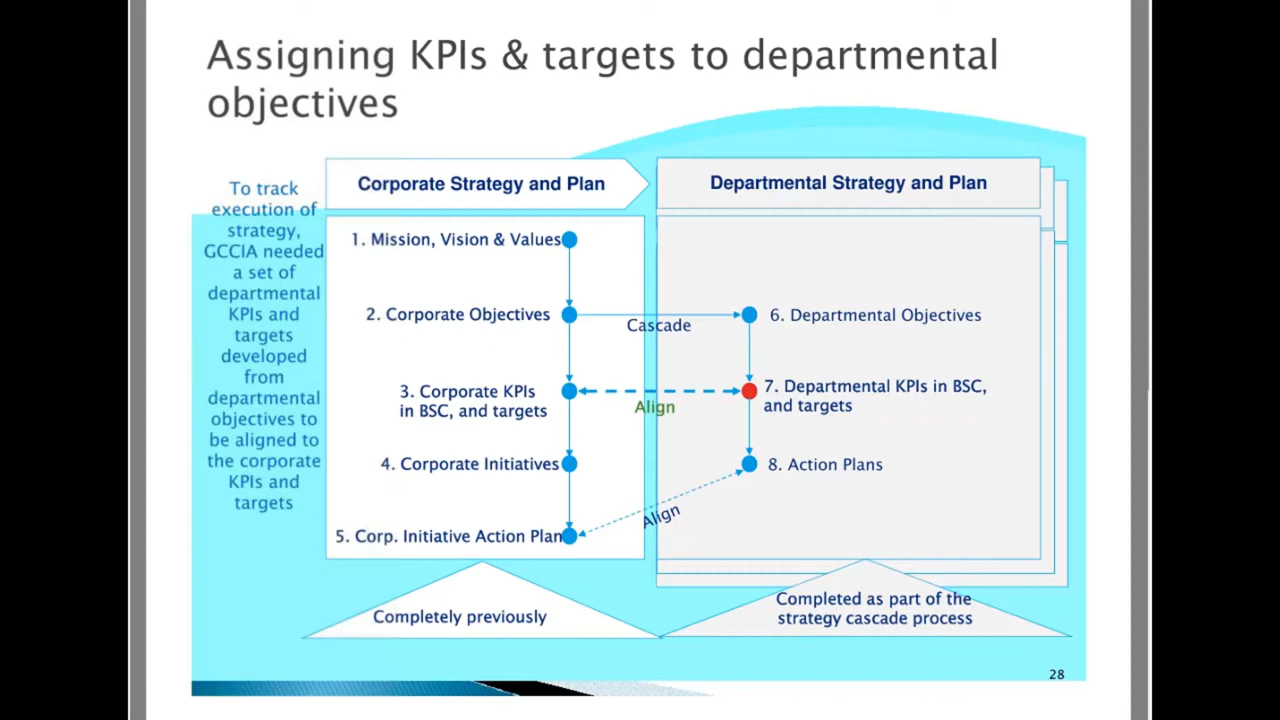 Assigning KPIs & targets to departmental
objectives
To track
execution of
strategy,
GCCIA needed
a set of
departmental
KPIs and
targets
developed
from
departmental
objectives to
be aligned to
the corporate
KPIs and
targets
Corporate Strategy and Plan
1. Mission, Vision & Values
2. Corporate Objectives
3. Corporate KPIs
in BSC, and targets
4. Corporate Initiatives
5. Corp. Initiative Action Plan
Cascade
Align
Align
Departmental Strategy and Plan
6. Departmental Objectives
7. Departmental KPIs in BSC,
and targets
8. Action Plans
Completely previously
Completed as part of the
strategy cascade process
28